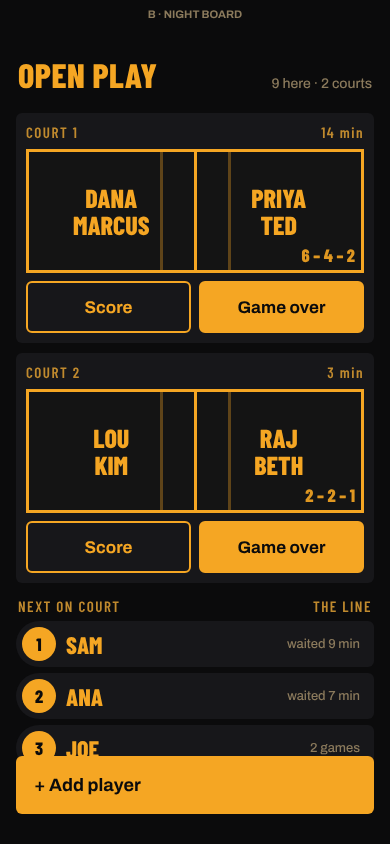 B · NIGHT BOARD
OPEN PLAY
9 here · 2 courts
COURT 1
14 min
DANA
MARCUS
PRIYA
TED
6-4-2
Score
Game over
COURT 2
3 min
LOU
KIM
RAJ
BETH
2-2-1
Score
Game over
NEXT ON COURT
THE LINE
1 SAM
waited 9 min
2 ANA
waited 7 min
3 JOE
2 games
+ Add player